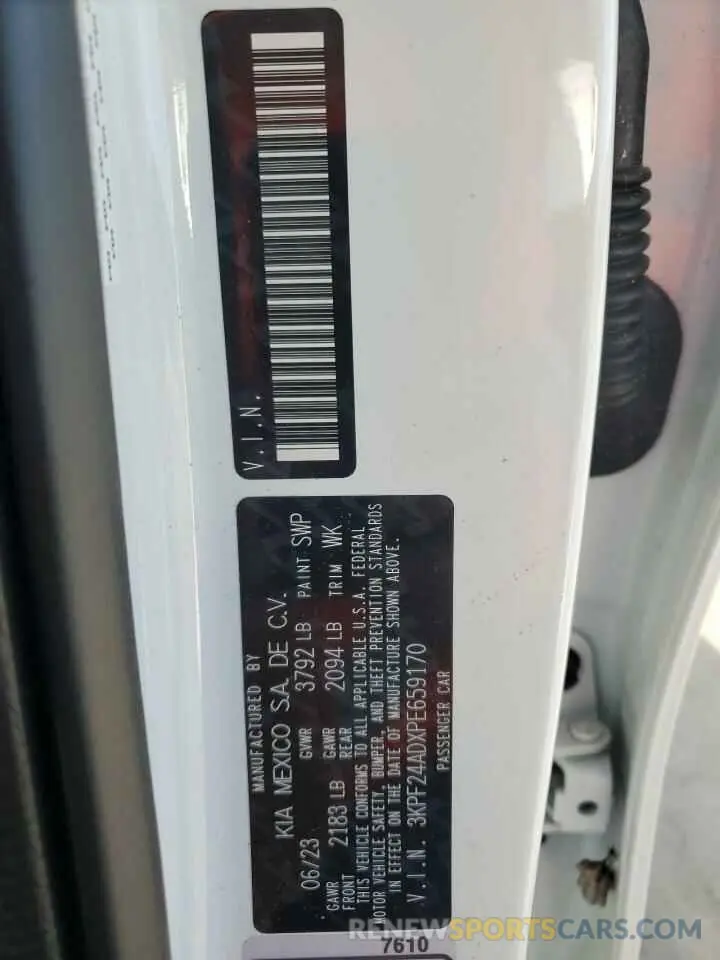 V.I.N.
MANUFACTURED BY
KIA MEXICO S.A. DE C.V.
06/23 GVWR 3792 LB PAINT SWP
GAWR FRONT 2183 LB GAWR REAR 2094 LB TRIM WK
THIS VEHICLE CONFORMS TO ALL APPLICABLE U.S.A. FEDERAL
MOTOR VEHICLE SAFETY, BUMPER, AND THEFT PREVENTION STANDARDS
IN EFFECT ON THE DATE OF MANUFACTURE SHOWN ABOVE.
V.I.N. 3KPF24ADXPE659170
PASSENGER CAR
7610
RENEWSPORTSCARS.COM